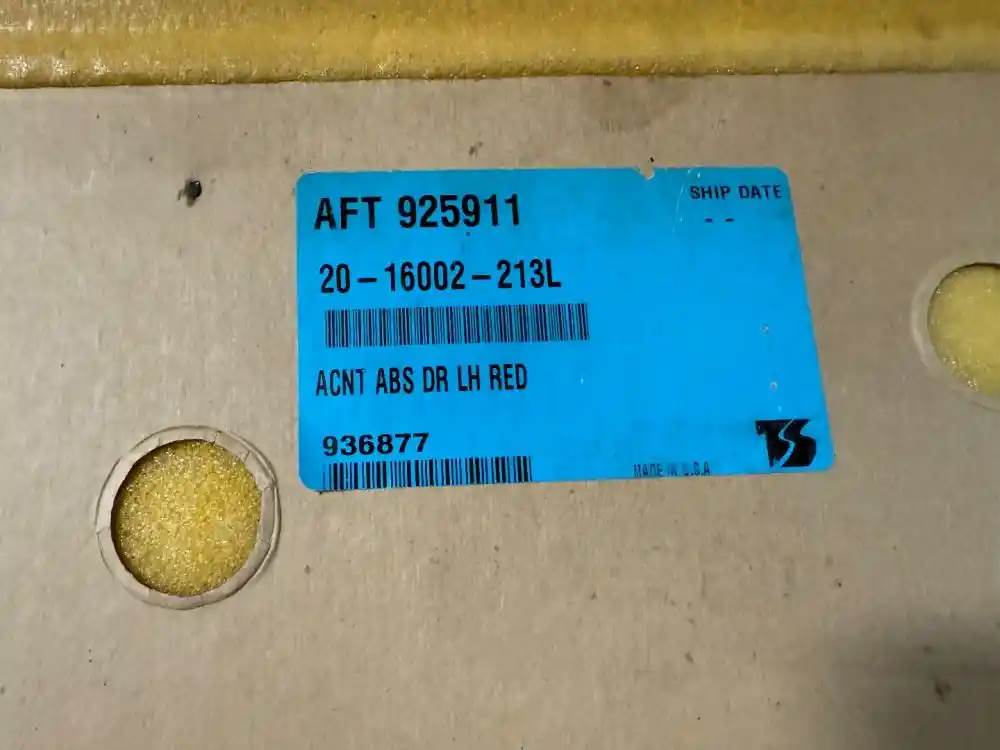 AFT 925911
SHIP DATE
- -
20-16002-213L
ACNT ABS DR LH RED
936877
MADE IN U.S.A